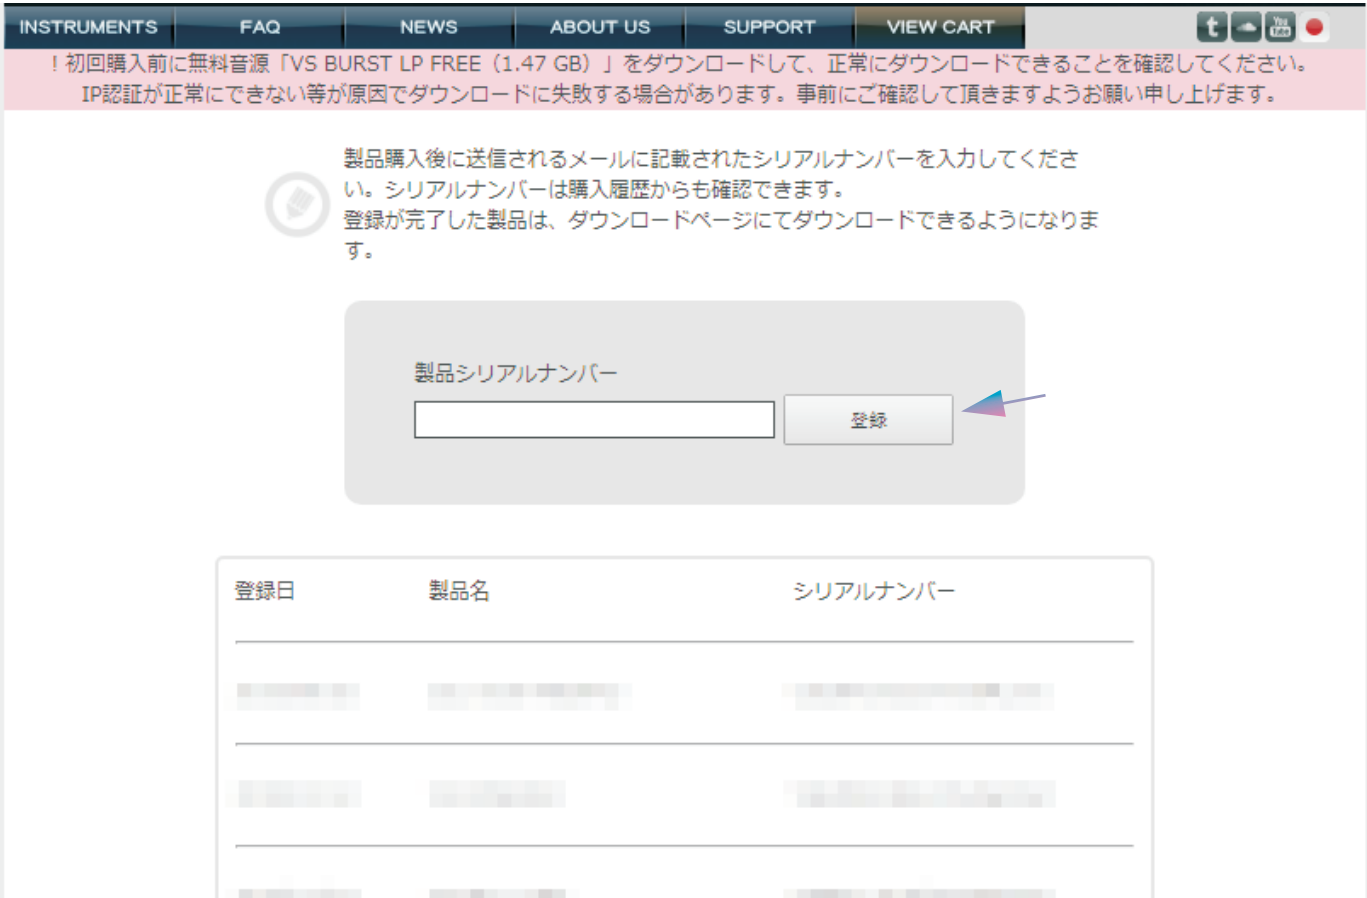 INSTRUMENTS FAQ NEWS ABOUT US SUPPORT VIEW CART t You Tube
！初回購入前に無料音源「VS BURST LP FREE（1.47 GB）」をダウンロードして、正常にダウンロードできることを確認してください。
IP認証が正常にできない等が原因でダウンロードに失敗する場合があります。事前にご確認して頂きますようお願い申し上げます。
製品購入後に送信されるメールに記載されたシリアルナンバーを入力してくださ
い。シリアルナンバーは購入履歴からも確認できます。
登録が完了した製品は、ダウンロードページにてダウンロードできるようになりま
す。
製品シリアルナンバー
登録
登録日 製品名 シリアルナンバー